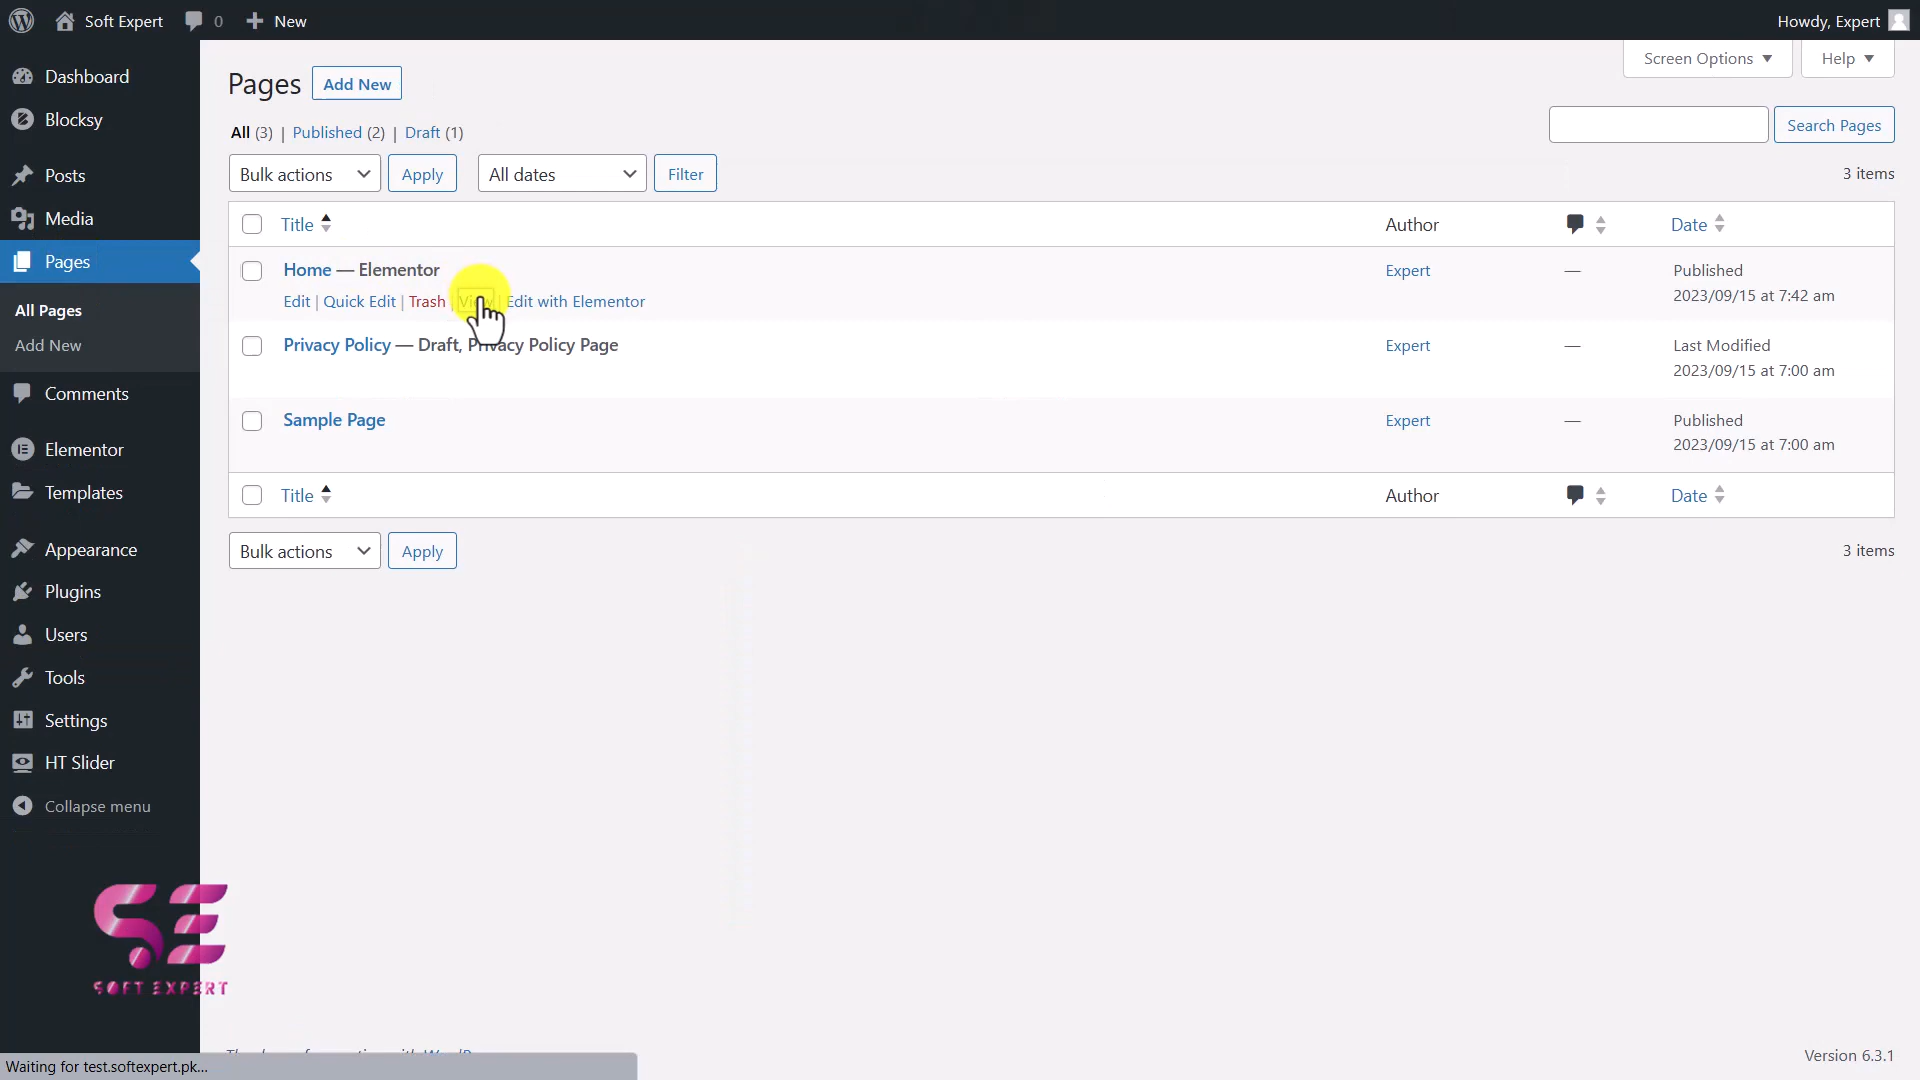 Soft Expert 0 New Howdy, Expert
Screen Options Help
Dashboard
Blocksy
Posts
Media
Pages
All Pages
Add New
Comments
Elementor
Templates
Appearance
Plugins
Users
Tools
Settings
HT Slider
Collapse menu
Pages Add New
All (3) | Published (2) | Draft (1)
Search Pages
Bulk actions Apply All dates Filter 3 items
Title Author Date
Home — Elementor Expert — Published
2023/09/15 at 7:42 am
Edit | Quick Edit | Trash | View | Edit with Elementor
Privacy Policy — Draft, Privacy Policy Page Expert — Last Modified
2023/09/15 at 7:00 am
Sample Page Expert — Published
2023/09/15 at 7:00 am
Title Author Date
Bulk actions Apply 3 items
SE
SOFT EXPERT
Version 6.3.1
Waiting for test.softexpert.pk...